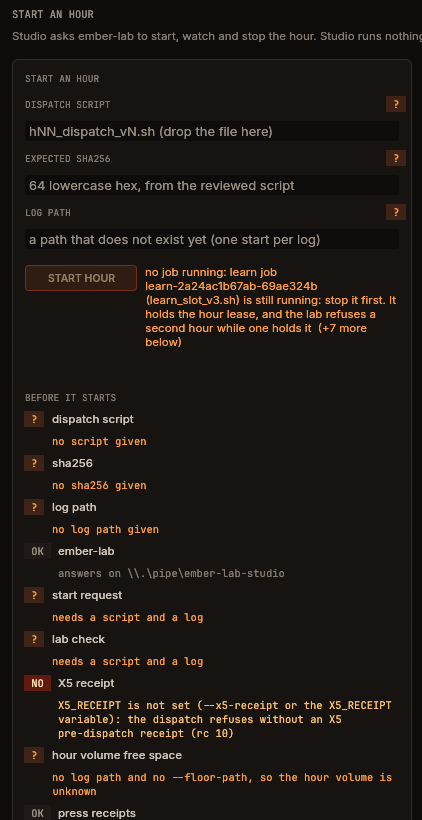 START AN HOUR
Studio asks ember-lab to start, watch and stop the hour. Studio runs nothing
START AN HOUR
DISPATCH SCRIPT ?
hNN_dispatch_vN.sh (drop the file here)
EXPECTED SHA256 ?
64 lowercase hex, from the reviewed script
LOG PATH ?
a path that does not exist yet (one start per log)
START HOUR
no job running: learn job
learn-2a24ac1b67ab-69ae324b
(learn_slot_v3.sh) is still running: stop it first. It
holds the hour lease, and the lab refuses a
second hour while one holds it (+7 more
below)
BEFORE IT STARTS
? dispatch script
no script given
? sha256
no sha256 given
? log path
no log path given
OK ember-lab
answers on \\.\pipe\ember-lab-studio
? start request
needs a script and a log
? lab check
needs a script and a log
NO X5 receipt
X5_RECEIPT is not set (--x5-receipt or the X5_RECEIPT
variable): the dispatch refuses without an X5
pre-dispatch receipt (rc 10)
? hour volume free space
no log path and no --floor-path, so the hour volume is
unknown
OK press receipts